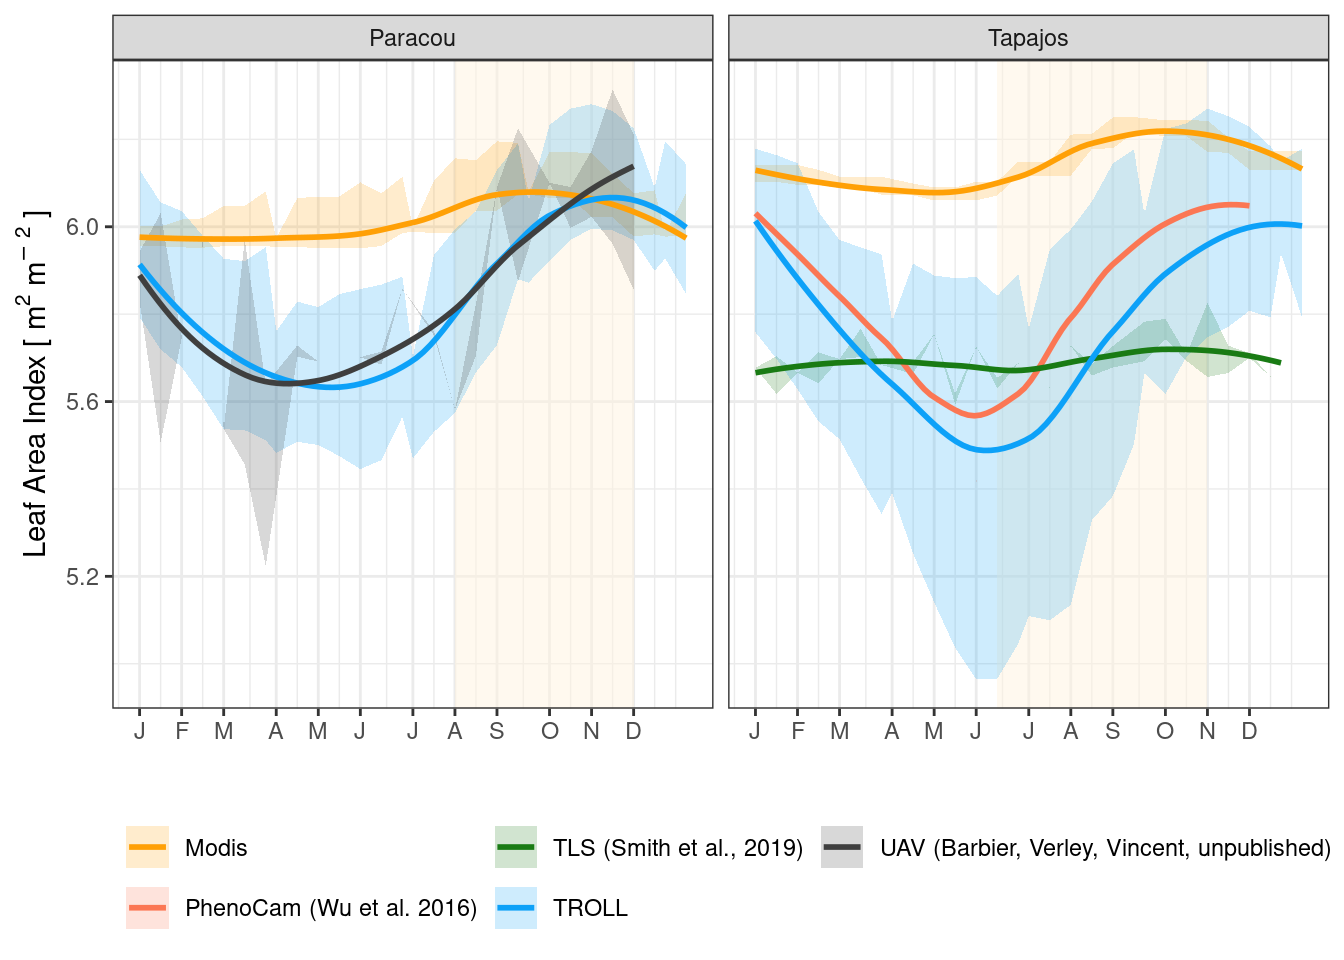 Paracou
Tapajos
Leaf Area Index [ m² m⁻² ]
6.0
5.6
5.2
J F M A M J J A S O N D
J F M A M J J A S O N D
Modis
TLS (Smith et al., 2019)
UAV (Barbier, Verley, Vincent, unpublished)
PhenoCam (Wu et al. 2016)
TROLL